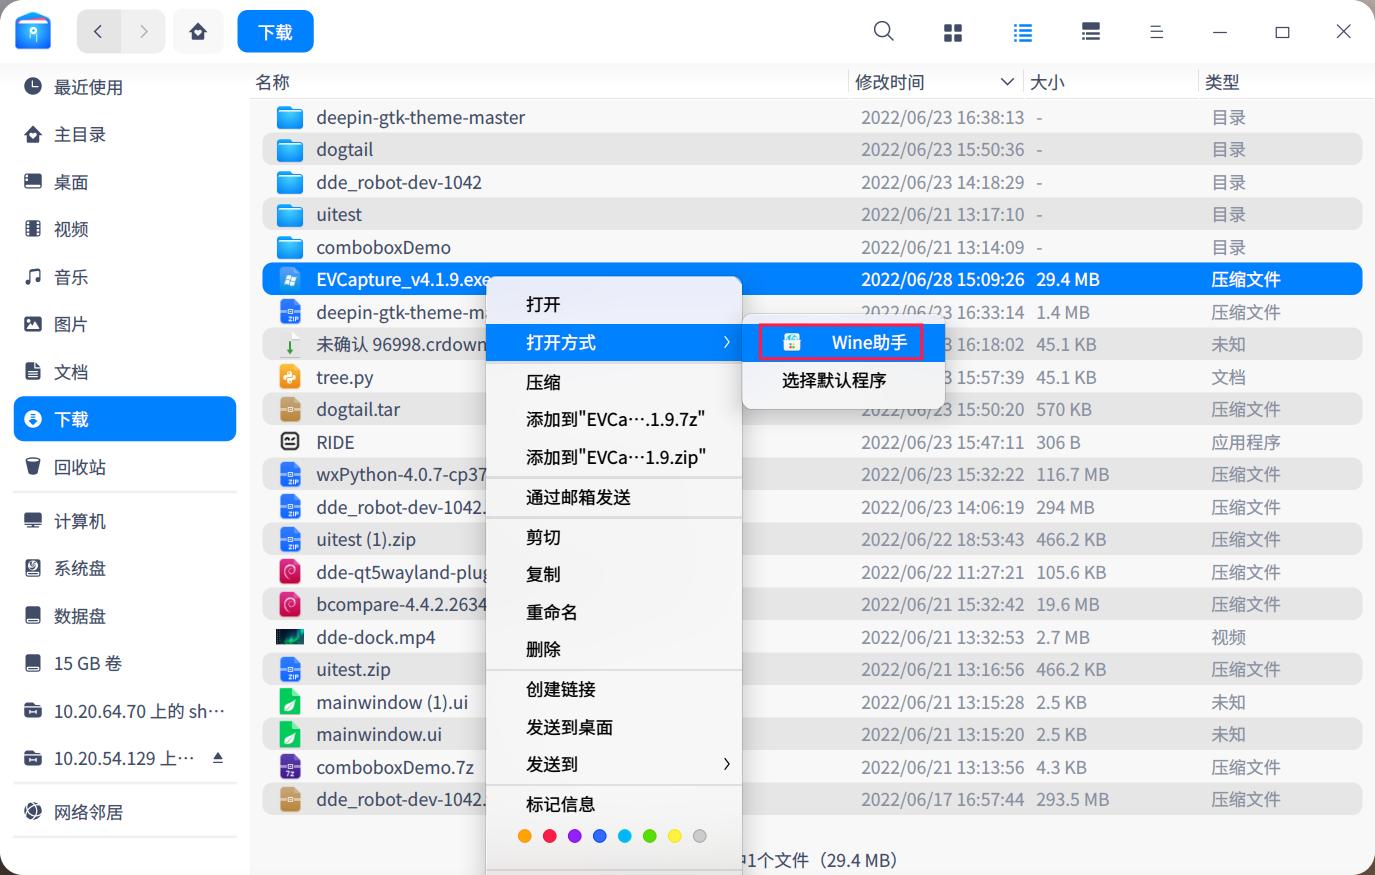 下载
最近使用
主目录
桌面
视频
音乐
图片
文档
下载
回收站
计算机
系统盘
数据盘
15 GB 卷
10.20.64.70 上的 sh···
10.20.54.129 上···
网络邻居
名称 修改时间 大小 类型
deepin-gtk-theme-master 2022/06/23 16:38:13 - 目录
dogtail 2022/06/23 15:50:36 - 目录
dde_robot-dev-1042 2022/06/23 14:18:29 - 目录
uitest 2022/06/21 13:17:10 - 目录
comboboxDemo 2022/06/21 13:14:09 - 目录
EVCapture_v4.1.9.exe 2022/06/28 15:09:26 29.4 MB 压缩文件
deepin-gtk-theme-m 3 16:33:14 1.4 MB 压缩文件
未确认 96998.crdown 3 16:18:02 45.1 KB 未知
tree.py 3 15:57:39 45.1 KB 文档
dogtail.tar 3 15:50:20 570 KB 压缩文件
RIDE 2022/06/23 15:47:11 306 B 应用程序
wxPython-4.0.7-cp37 2022/06/23 15:32:22 116.7 MB 压缩文件
dde_robot-dev-1042. 2022/06/23 14:06:19 294 MB 压缩文件
uitest (1).zip 2022/06/22 18:53:43 466.2 KB 压缩文件
dde-qt5wayland-plug 2022/06/22 11:27:21 105.6 KB 压缩文件
bcompare-4.4.2.2634 2022/06/21 15:32:42 19.6 MB 压缩文件
dde-dock.mp4 2022/06/21 13:32:53 2.7 MB 视频
uitest.zip 2022/06/21 13:16:56 466.2 KB 压缩文件
mainwindow (1).ui 2022/06/21 13:15:28 2.5 KB 未知
mainwindow.ui 2022/06/21 13:15:20 2.5 KB 未知
comboboxDemo.7z 2022/06/21 13:13:56 4.3 KB 压缩文件
dde_robot-dev-1042. 2022/06/17 16:57:44 293.5 MB 压缩文件
打开
打开方式
压缩
添加到"EVCa···.1.9.7z"
添加到"EVCa···1.9.zip"
通过邮箱发送
剪切
复制
重命名
删除
创建链接
发送到桌面
发送到
标记信息
Wine助手
选择默认程序
1个文件（29.4 MB）
ZIP
ZIP
ZIP
ZIP
ZIP
7z